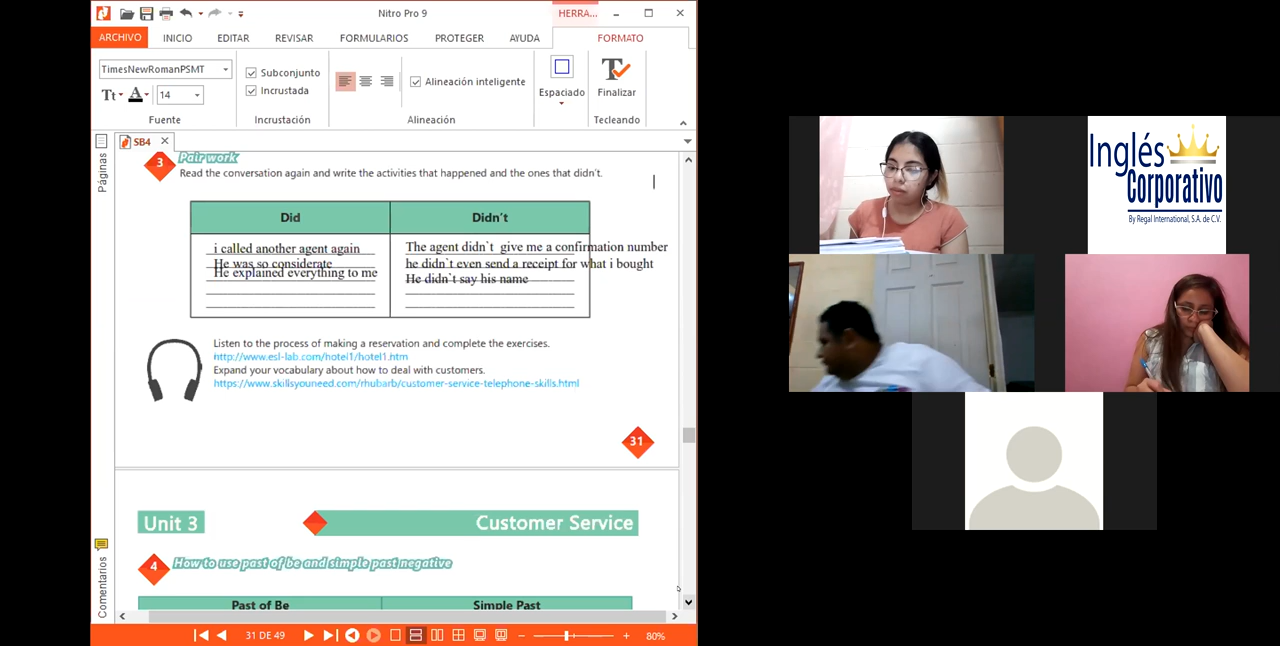 Nitro Pro 9
HERRA...
ARCHIVO INICIO EDITAR REVISAR FORMULARIOS PROTEGER AYUDA FORMATO
TimesNewRomanPSMT
Tt A 14
Fuente
Subconjunto
Incrustada
Incrustación
Alineación inteligente
Alineación
Espaciado
Finalizar
Tecleando
SB4
Páginas
Comentarios
3 Pair work
Read the conversation again and write the activities that happened and the ones that didn't.
Did Didn't
i called another agent again
He was so considerate
He explained everything to me
The agent didn`t give me a confirmation number
he didn`t even send a receipt for what i bought
He didn`t say his name
Listen to the process of making a reservation and complete the exercises.
http://www.esl-lab.com/hotel1/hotel1.htm
Expand your vocabulary about how to deal with customers.
https://www.skillsyouneed.com/rhubarb/customer-service-telephone-skills.html
31
Unit 3 Customer Service
4 How to use past of be and simple past negative
Past of Be Simple Past
31 DE 49
80%
Inglés
Corporativo
By Regal International, S.A. de C.V.